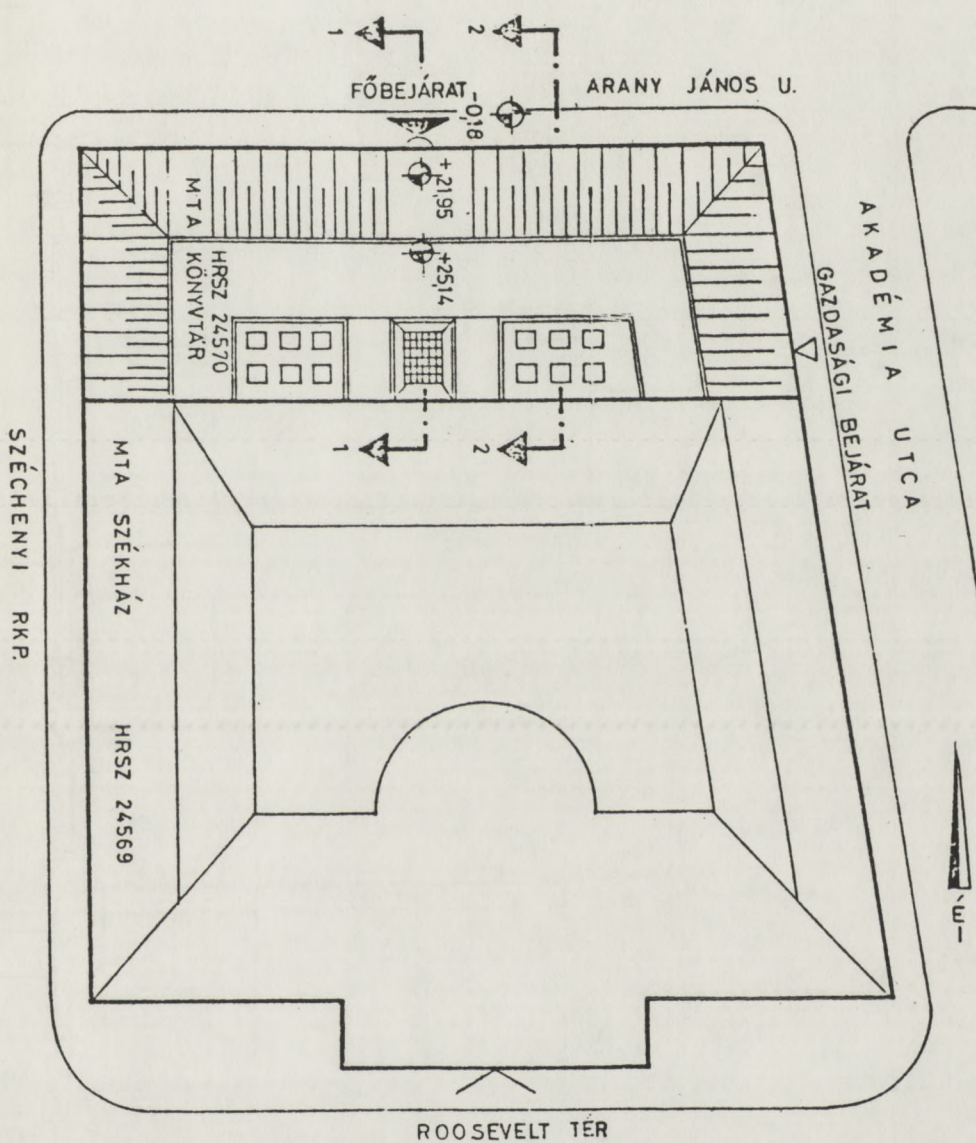 1
2
FŐBEJÁRAT
-0,18
ARANY JÁNOS U.
+21,95
+25,14
MTA
KÖNYVTÁR
HRSZ 24570
AKADÉMIA UTCA
GAZDASÁGI BEJÁRAT
1
2
MTA SZÉKHÁZ HRSZ 24569
SZÉCHENYI RKP.
É
ROOSEVELT TÉR